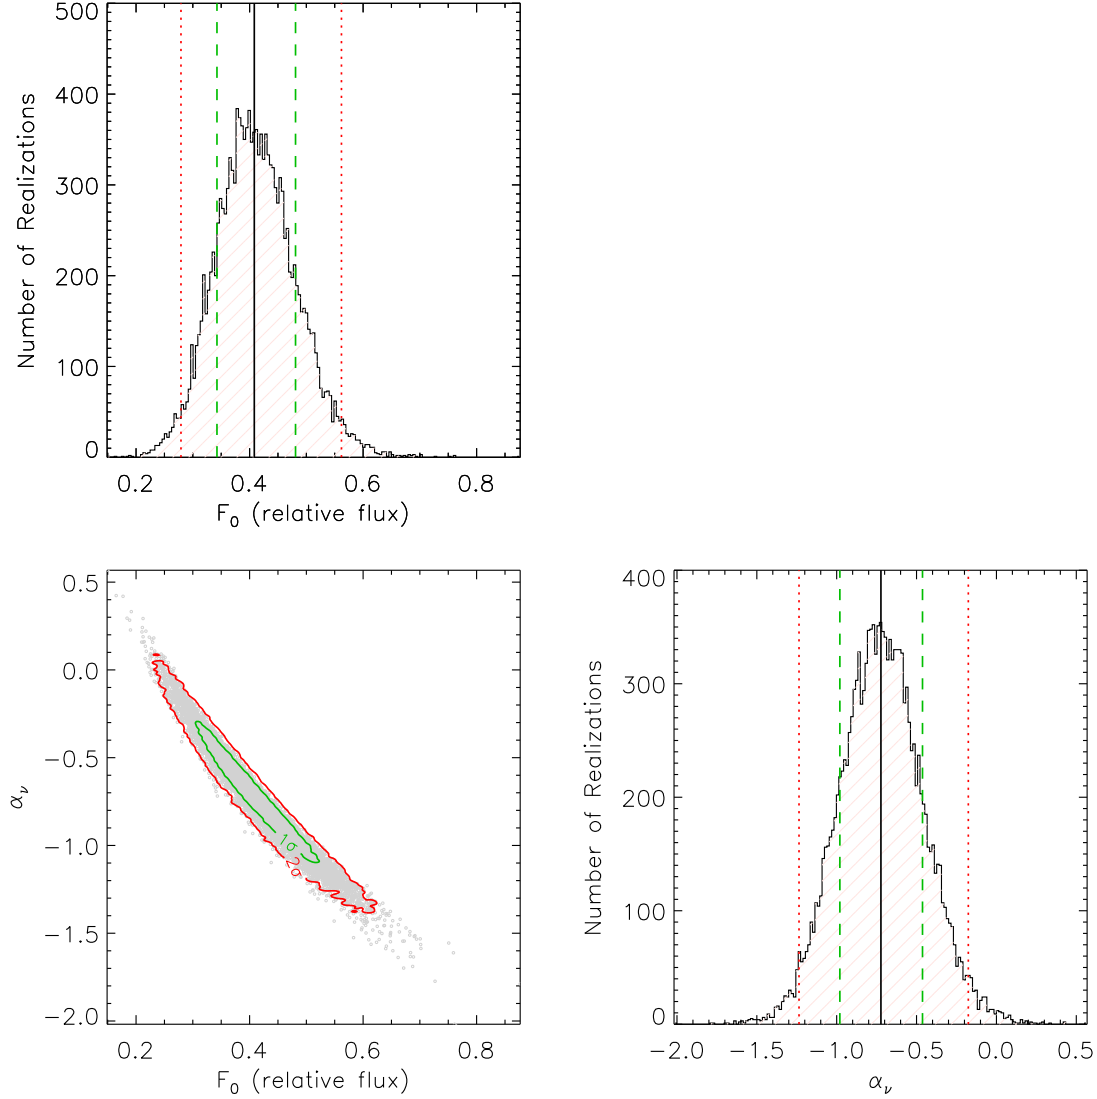 500
400
300
200
100
0
Number of Realizations
0.2 0.4 0.6 0.8
F₀ (relative flux)
0.5
0.0
−0.5
−1.0
−1.5
−2.0
α_ν
1σ
2σ
0.2 0.4 0.6 0.8
F₀ (relative flux)
400
300
200
100
0
Number of Realizations
−2.0 −1.5 −1.0 −0.5 0.0 0.5
α_ν